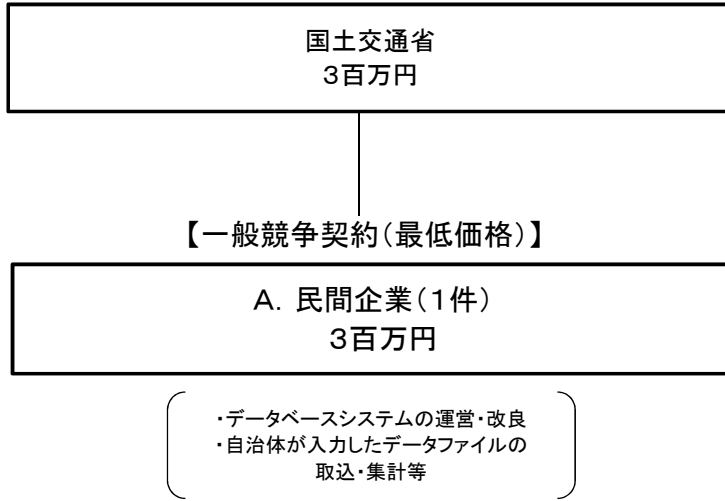 国土交通省
３百万円
【一般競争契約（最低価格）】
Ａ．民間企業（１件）
３百万円
・データベースシステムの運営・改良
・自治体が入力したデータファイルの
取込・集計等